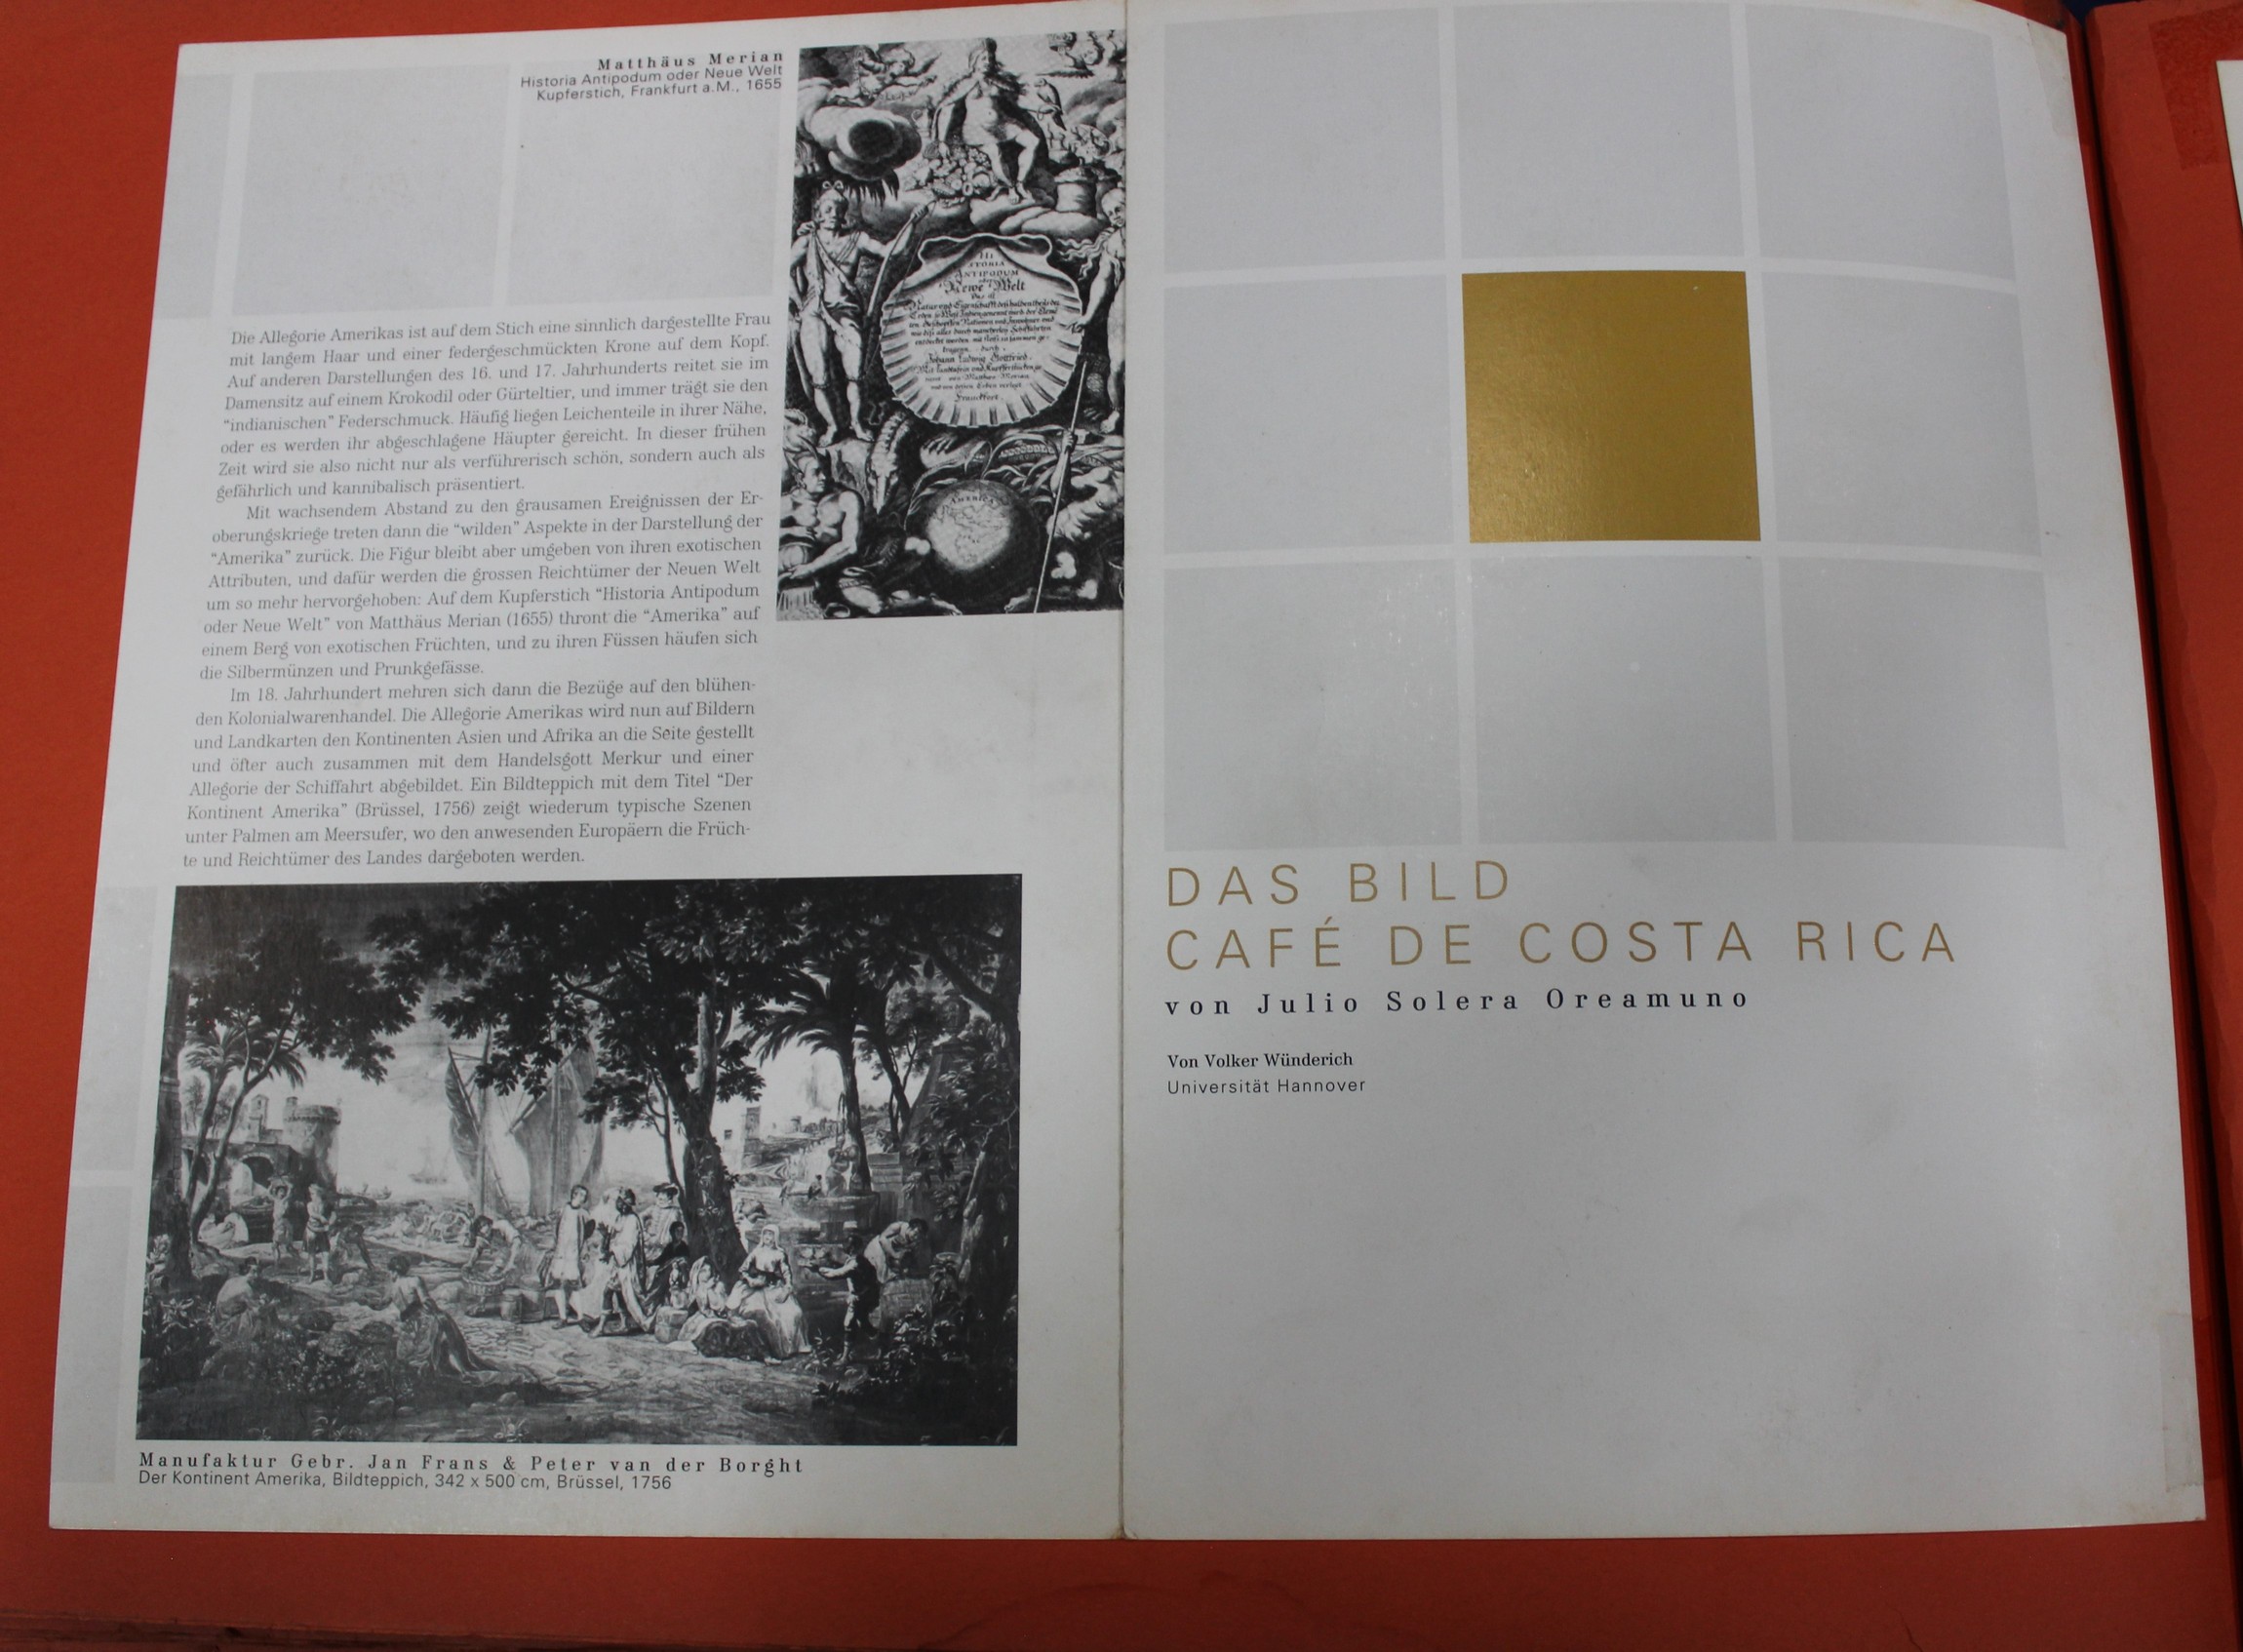 Matthäus Merian
Historia Antipodum oder Neue Welt
Kupferstich, Frankfurt a.M., 1655
HI
STORIA
ANTIPODUM
Newe Welt
Johann Ludwig Gottfried.
Franckfort.
AMERICA
Die Allegorie Amerikas ist auf dem Stich eine sinnlich dargestellte Frau
mit langem Haar und einer federgeschmückten Krone auf dem Kopf.
Auf anderen Darstellungen des 16. und 17. Jahrhunderts reitet sie im
Damensitz auf einem Krokodil oder Gürteltier, und immer trägt sie den
“indianischen” Federschmuck. Häufig liegen Leichenteile in ihrer Nähe,
oder es werden ihr abgeschlagene Häupter gereicht. In dieser frühen
Zeit wird sie also nicht nur als verführerisch schön, sondern auch als
gefährlich und kannibalisch präsentiert.
Mit wachsendem Abstand zu den grausamen Ereignissen der Er-
oberungskriege treten dann die “wilden” Aspekte in der Darstellung der
“Amerika” zurück. Die Figur bleibt aber umgeben von ihren exotischen
Attributen, und dafür werden die grossen Reichtümer der Neuen Welt
um so mehr hervorgehoben: Auf dem Kupferstich “Historia Antipodum
oder Neue Welt” von Matthäus Merian (1655) thront die “Amerika” auf
einem Berg von exotischen Früchten, und zu ihren Füssen häufen sich
die Silbermünzen und Prunkgefässe.
Im 18. Jahrhundert mehren sich dann die Bezüge auf den blühen-
den Kolonialwarenhandel. Die Allegorie Amerikas wird nun auf Bildern
und Landkarten den Kontinenten Asien und Afrika an die Seite gestellt
und öfter auch zusammen mit dem Handelsgott Merkur und einer
Allegorie der Schiffahrt abgebildet. Ein Bildteppich mit dem Titel “Der
Kontinent Amerika” (Brüssel, 1756) zeigt wiederum typische Szenen
unter Palmen am Meersufer, wo den anwesenden Europäern die Früch-
te und Reichtümer des Landes dargeboten werden.
Manufaktur Gebr. Jan Frans & Peter van der Borght
Der Kontinent Amerika, Bildteppich, 342 x 500 cm, Brüssel, 1756
DAS BILD
CAFÉ DE COSTA RICA
von Julio Solera Oreamuno
Von Volker Wünderich
Universität Hannover